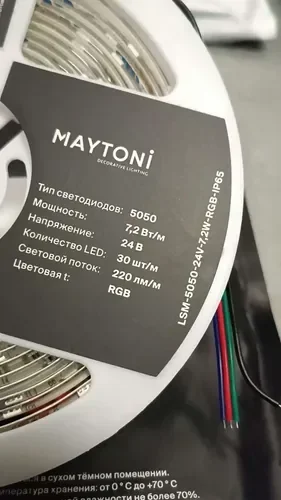 MAYTONi
DECORATIVE LIGHTING
Тип светодиодов: 5050
Мощность: 7,2 Вт/м
Напряжение: 24 В
Количество LED: 30 шт/м
Световой поток: 220 лм/м
Цветовая t: RGB
LSM-5050-24V-7,2W-RGB-IP65
в сухом тёмном помещении.
хранения: от 0° С до +70° С
влажности не более 70%.